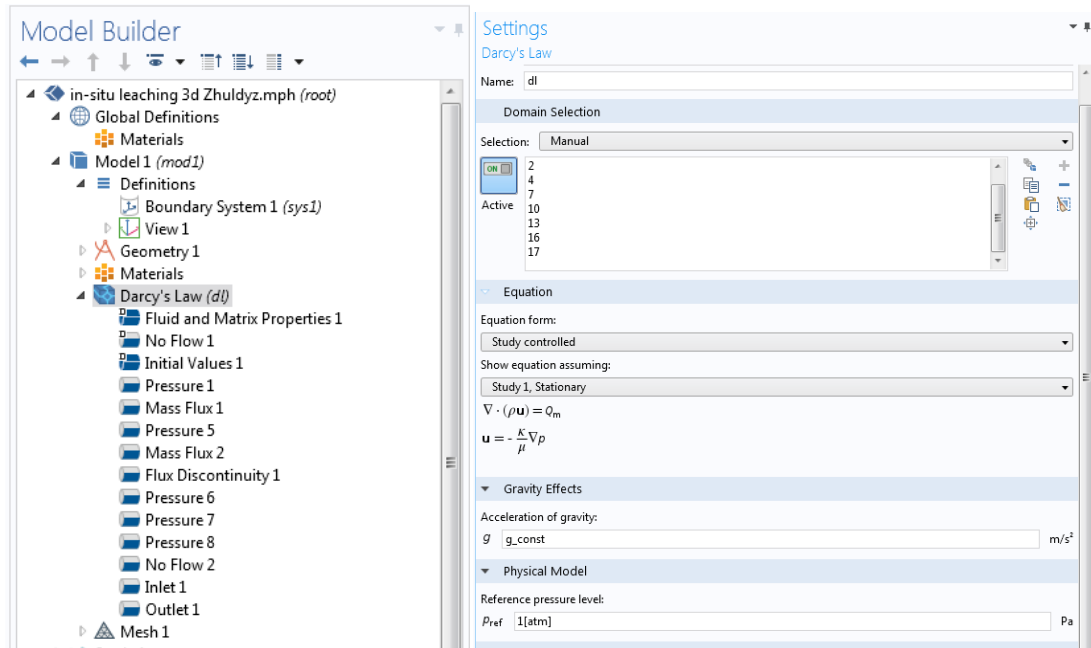 Model Builder
in-situ leaching 3d Zhuldyz.mph (root)
Global Definitions
Materials
Model 1 (mod1)
Definitions
Boundary System 1 (sys1)
View 1
Geometry 1
Materials
Darcy's Law (dl)
Fluid and Matrix Properties 1
No Flow 1
Initial Values 1
Pressure 1
Mass Flux 1
Pressure 5
Mass Flux 2
Flux Discontinuity 1
Pressure 6
Pressure 7
Pressure 8
No Flow 2
Inlet 1
Outlet 1
Mesh 1
Settings
Darcy's Law
Name: dl
Domain Selection
Selection: Manual
ON
Active
2
4
7
10
13
16
17
Equation
Equation form:
Study controlled
Show equation assuming:
Study 1, Stationary
∇ · (ρu) = Qm
u = - κ/μ ∇p
Gravity Effects
Acceleration of gravity:
g g_const m/s²
Physical Model
Reference pressure level:
pref 1[atm] Pa